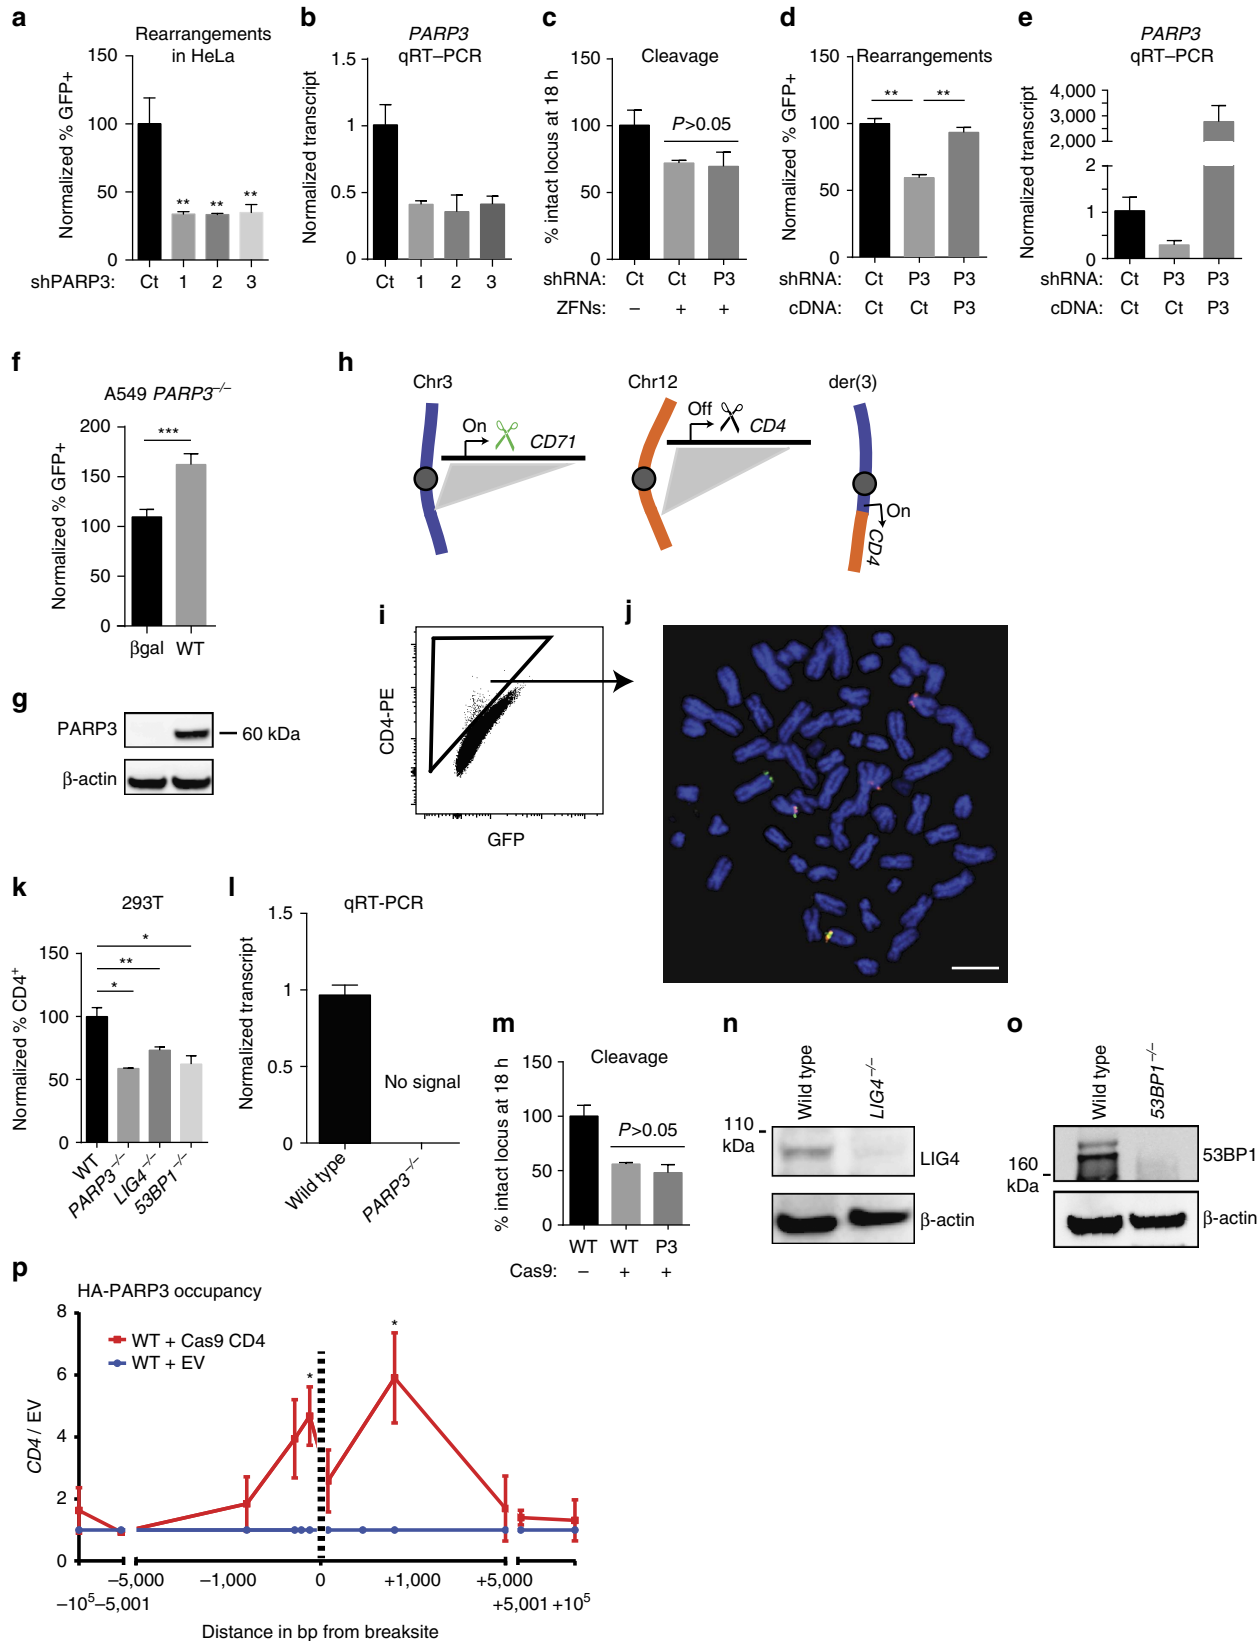 a
Rearrangements
in HeLa
Normalized % GFP+
150
100
50
0
** ** **
shPARP3: Ct 1 2 3
b
PARP3
qRT–PCR
Normalized transcript
1.5
1
0.5
0
Ct 1 2 3
c
Cleavage
% intact locus at 18 h
150
100
50
0
P>0.05
shRNA: Ct Ct P3
ZFNs: – + +
d
Rearrangements
Normalized % GFP+
150
100
50
0
** **
shRNA: Ct P3 P3
cDNA: Ct Ct P3
e
PARP3
qRT–PCR
Normalized transcript
4,000
3,000
2,000
2
1
0
shRNA: Ct P3 P3
cDNA: Ct Ct P3
f
A549 PARP3–/–
Normalized % GFP+
200
150
100
50
0
***
βgal WT
g
PARP3
60 kDa
β-actin
h
Chr3
On
CD71
Chr12
Off
CD4
der(3)
On
CD4
i
CD4-PE
GFP
j
k
293T
Normalized % CD4+
150
100
50
0
*
**
*
WT PARP3–/– LIG4–/– 53BP1–/–
l
qRT-PCR
Normalized transcript
1.5
1
0.5
0
No signal
Wild type PARP3–/–
m
Cleavage
% intact locus at 18 h
150
100
50
0
P>0.05
WT WT P3
Cas9: – + +
n
Wild type LIG4–/–
110
kDa
LIG4
β-actin
o
Wild type 53BP1–/–
160
kDa
53BP1
β-actin
p
HA-PARP3 occupancy
CD4 / EV
8
6
4
2
0
WT + Cas9 CD4
WT + EV
* *
–5,000 –1,000 0 +1,000 +5,000
–10⁵ –5,001 +5,001 +10⁵
Distance in bp from breaksite